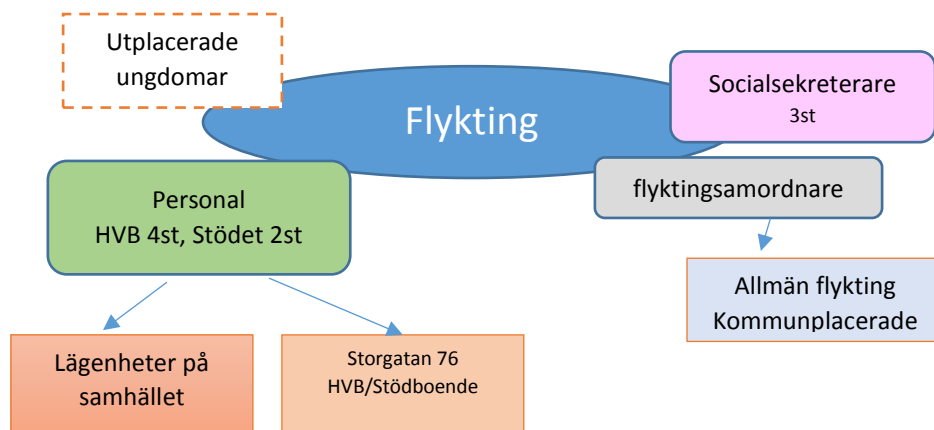 Utplacerade
ungdomar
Flykting
Socialsekreterare
3st
Personal
HVB 4st, Stödet 2st
flyktingsamordnare
Allmän flykting
Kommunplacerade
Lägenheter på
samhället
Storgatan 76
HVB/Stödboende